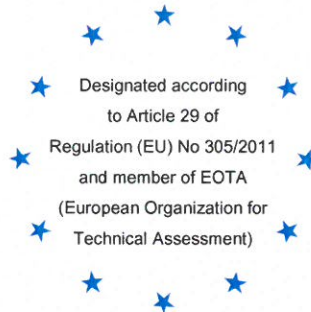 Designated according
to Article 29 of
Regulation (EU) No 305/2011
and member of EOTA
(European Organization for
Technical Assessment)